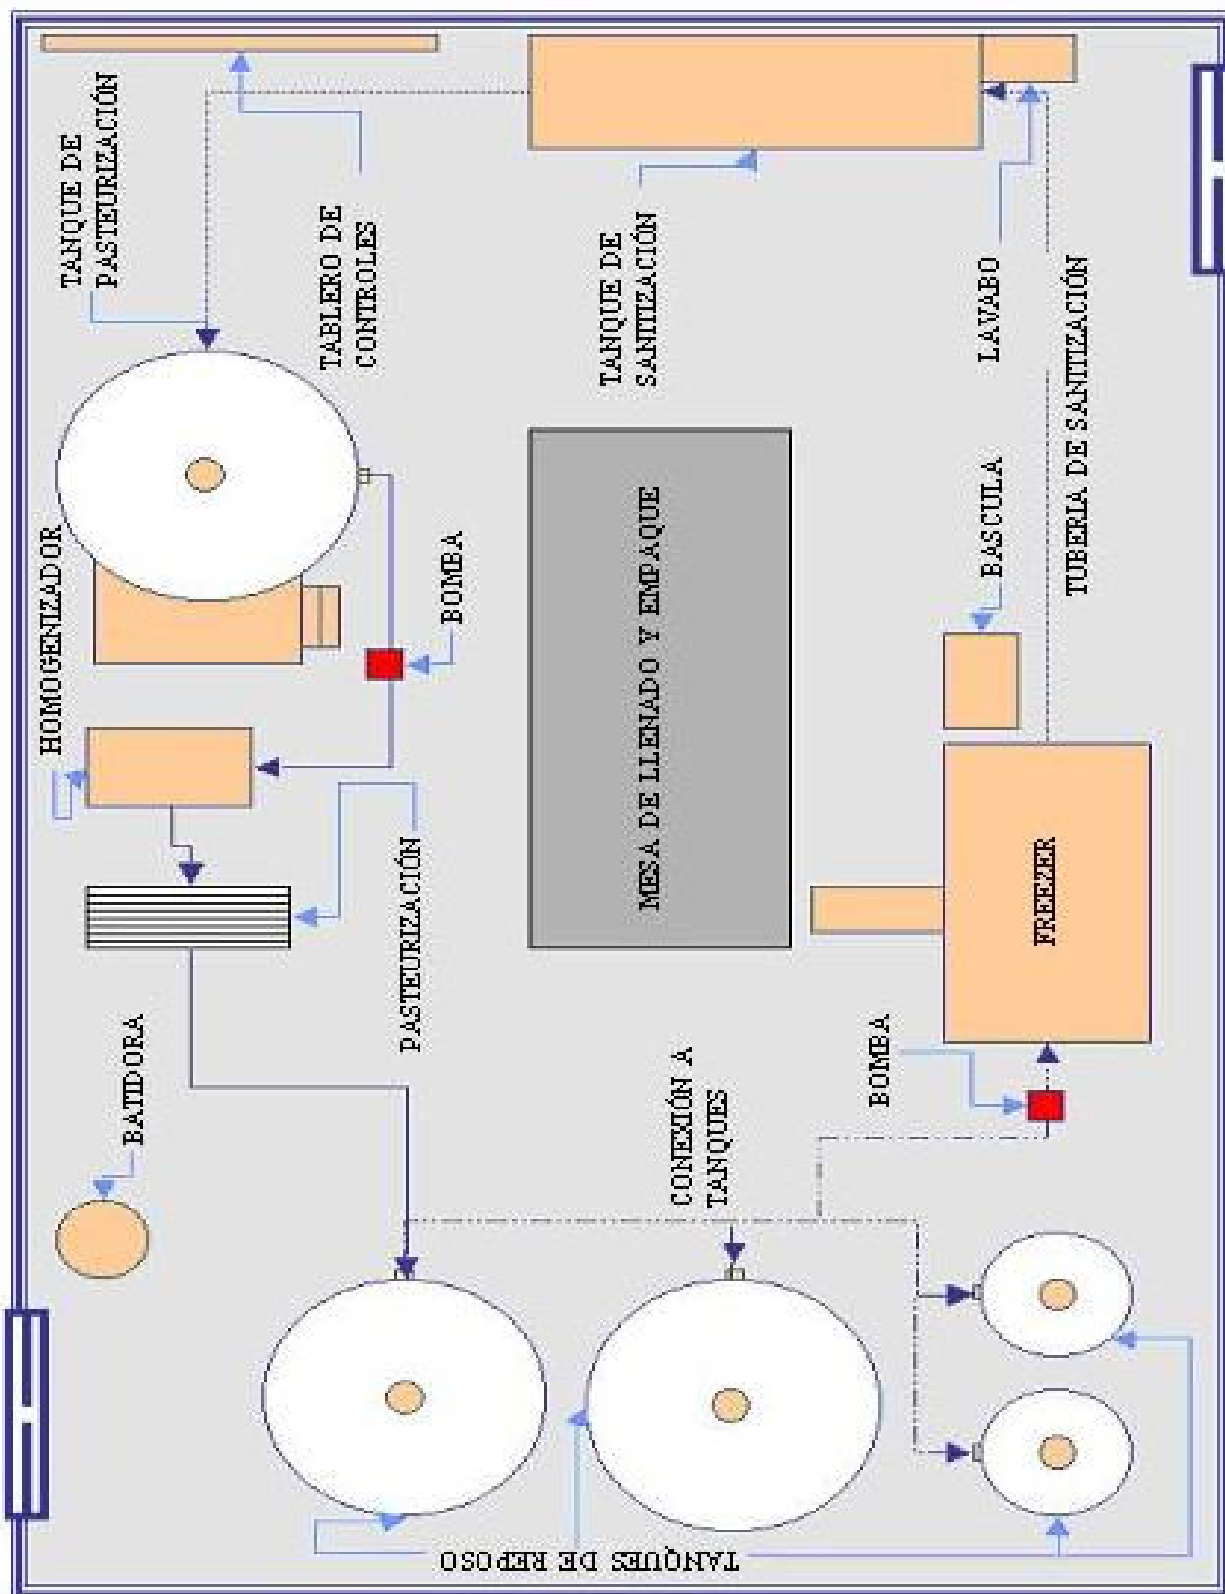 TANQUE DE
PASTEURIZACIÓN
TABLERO DE
CONTROLES
TANQUE DE
SANITIZACIÓN
LAVABO
TUBERIA DE SANITIZACIÓN
HOMOGENIZADOR
BOMBA
MESA DE LLENADO Y EMPAQUE
BASCULA
PASTEURIZACIÓN
FREEZER
BATIDORA
CONEXIÓN A
TANQUES
BOMBA
TANQUES DE REPOSO